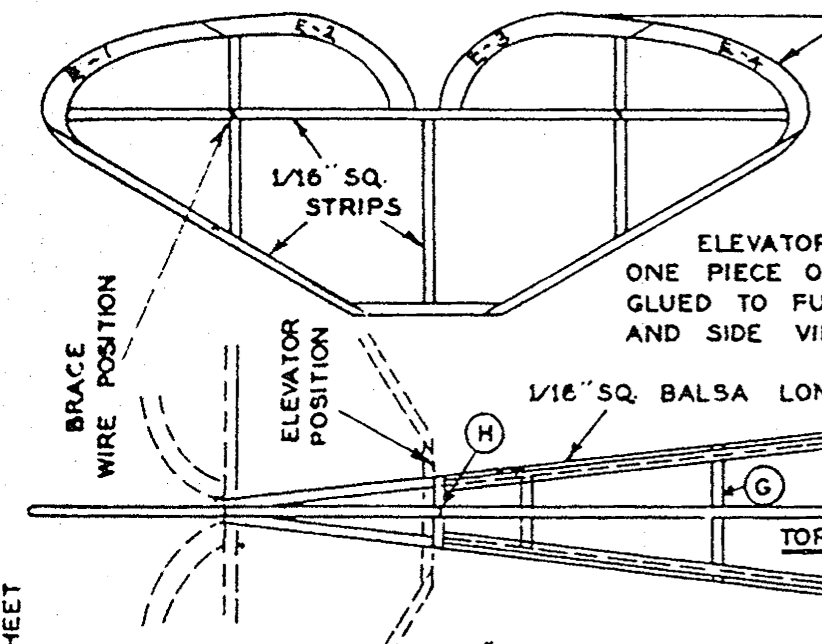 E-1
E-2
E-3
E-4
1/16" SQ.
STRIPS
ELEVATOR
ONE PIECE O
GLUED TO FU
AND SIDE VI
BRACE
WIRE POSITION
ELEVATOR
POSITION
1/16" SQ. BALSA LON
H
G
TOP
HEET